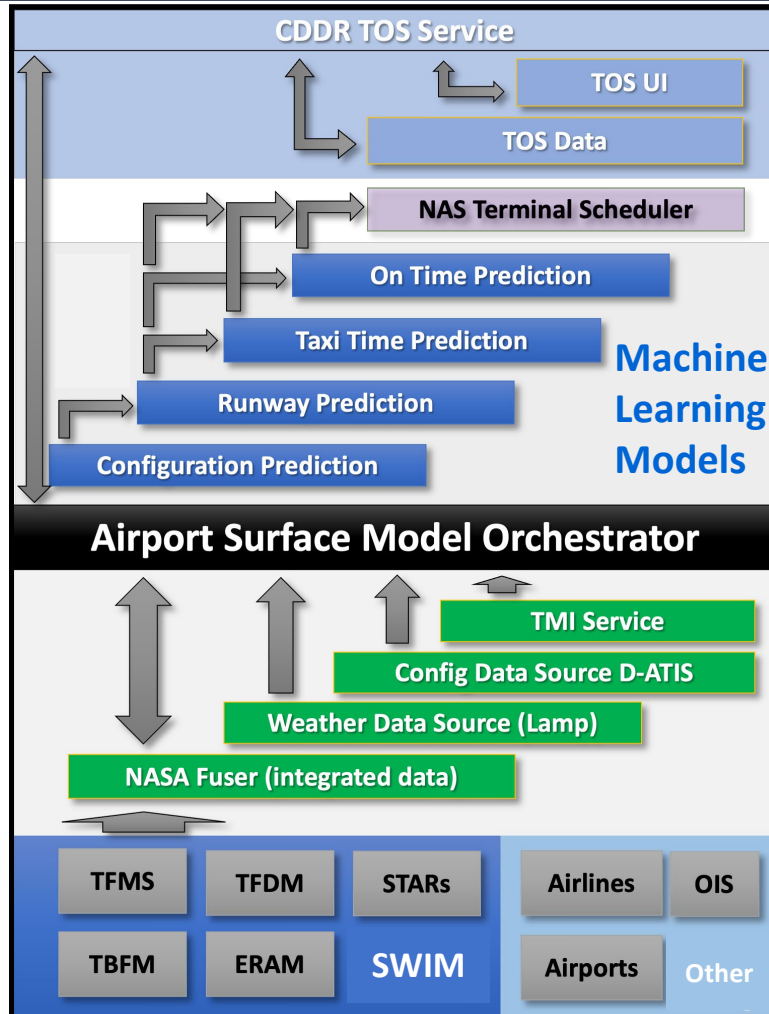 CDDR TOS Service
TOS UI
TOS Data
NAS Terminal Scheduler
On Time Prediction
Taxi Time Prediction
Machine
Learning
Models
Runway Prediction
Configuration Prediction
Airport Surface Model Orchestrator
TMI Service
Config Data Source D-ATIS
Weather Data Source (Lamp)
NASA Fuser (integrated data)
TFMS
TFDM
STARs
Airlines
OIS
TBFM
ERAM
SWIM
Airports
Other